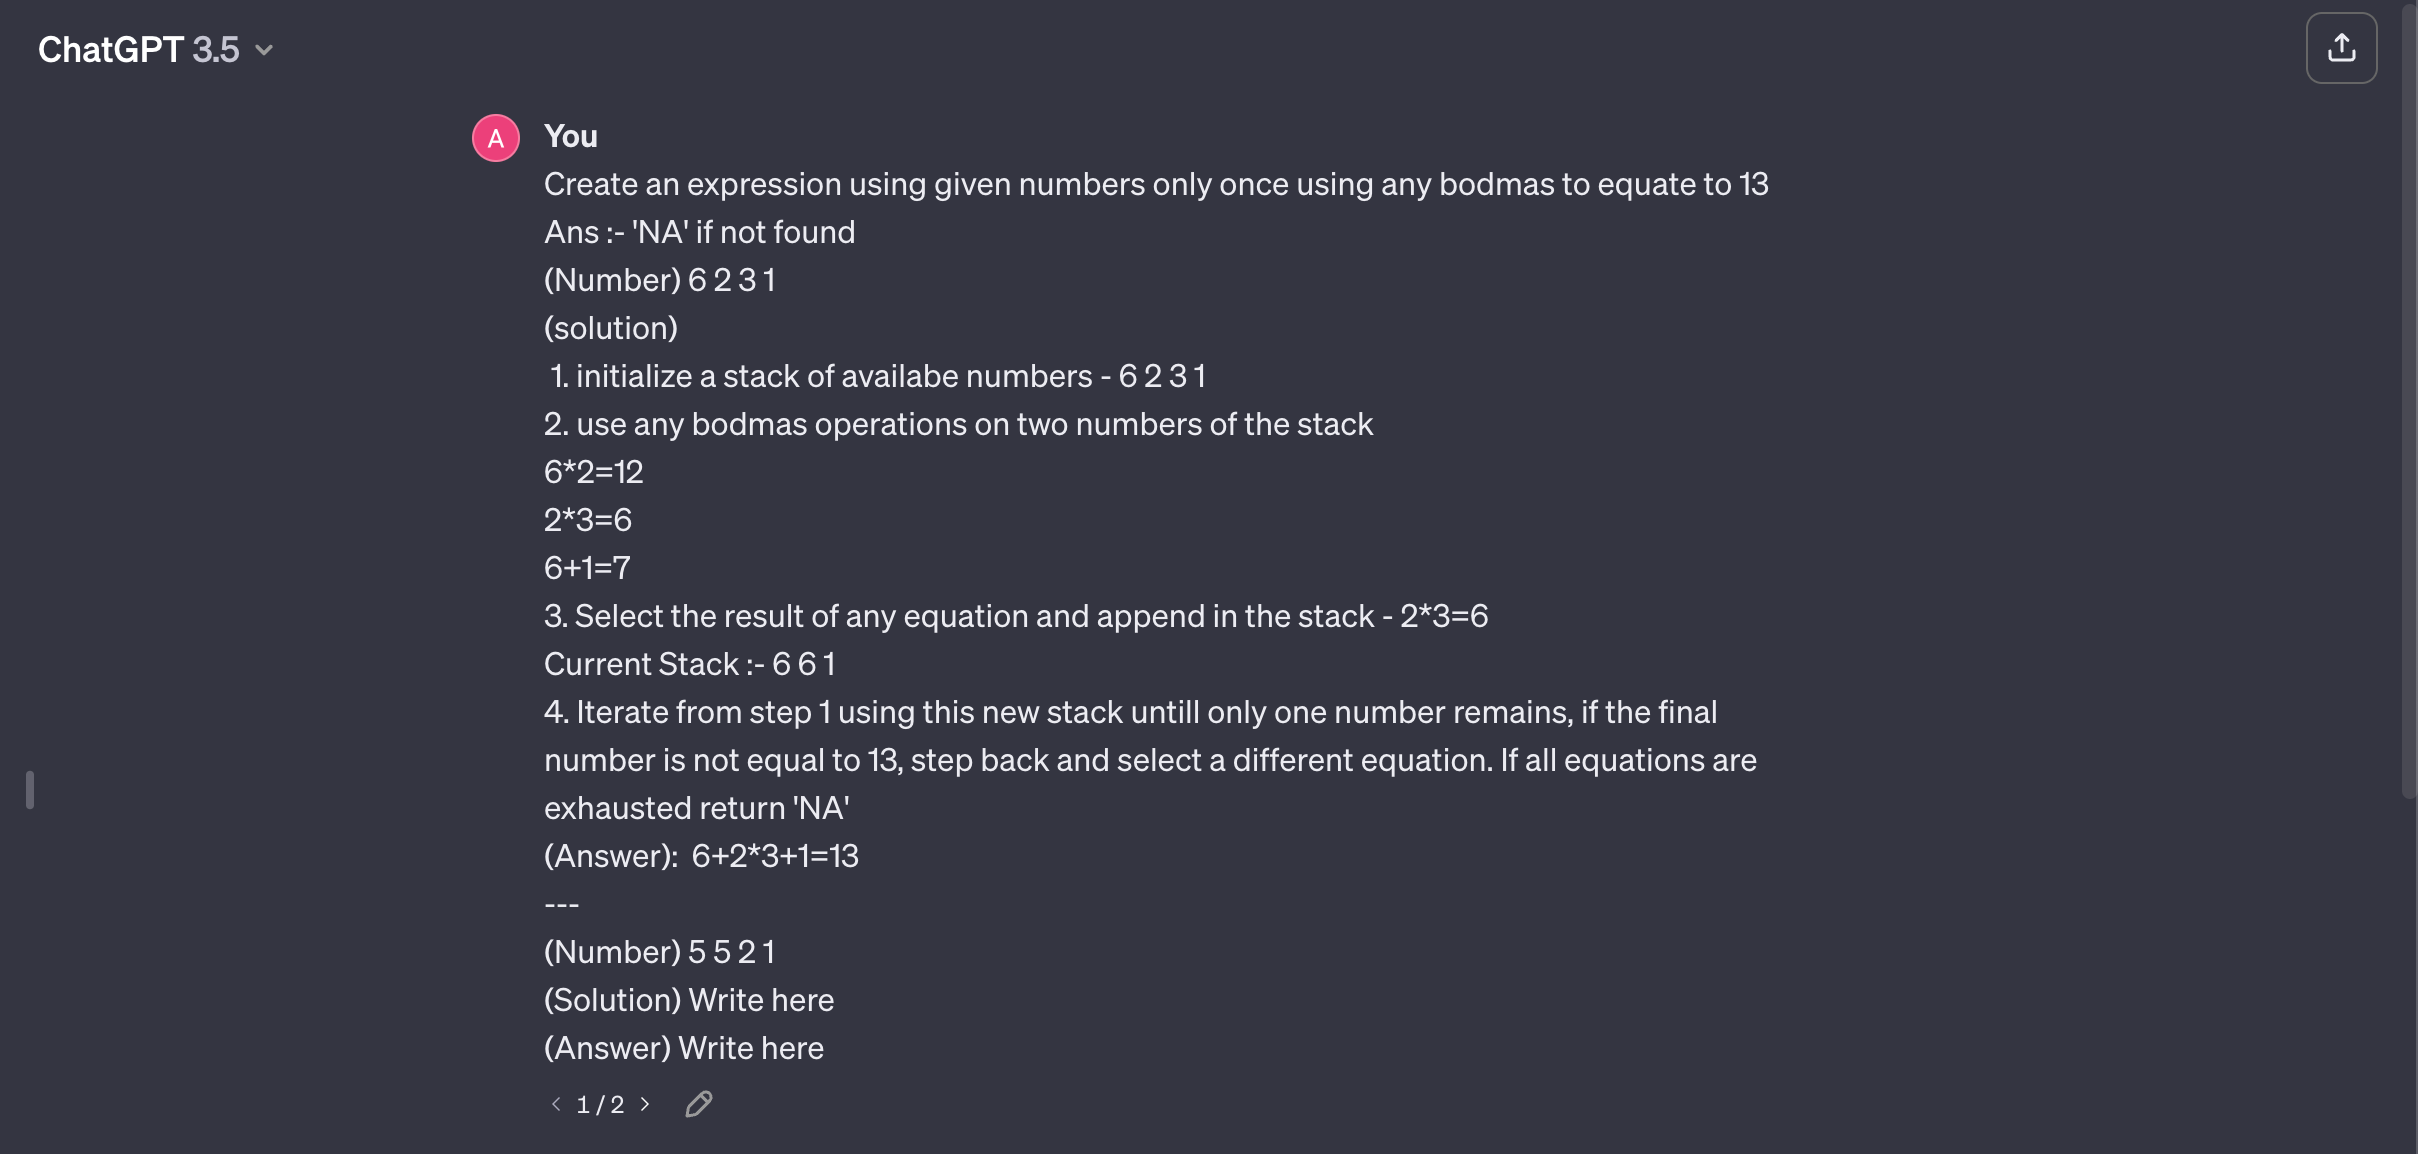 ChatGPT 3.5
A
You
Create an expression using given numbers only once using any bodmas to equate to 13
Ans :- 'NA' if not found
(Number) 6 2 3 1
(solution)
1. initialize a stack of availabe numbers - 6 2 3 1
2. use any bodmas operations on two numbers of the stack
6*2=12
2*3=6
6+1=7
3. Select the result of any equation and append in the stack - 2*3=6
Current Stack :- 6 6 1
4. Iterate from step 1 using this new stack untill only one number remains, if the final
number is not equal to 13, step back and select a different equation. If all equations are
exhausted return 'NA'
(Answer):  6+2*3+1=13
---
(Number) 5 5 2 1
(Solution) Write here
(Answer) Write here
< 1 / 2 >